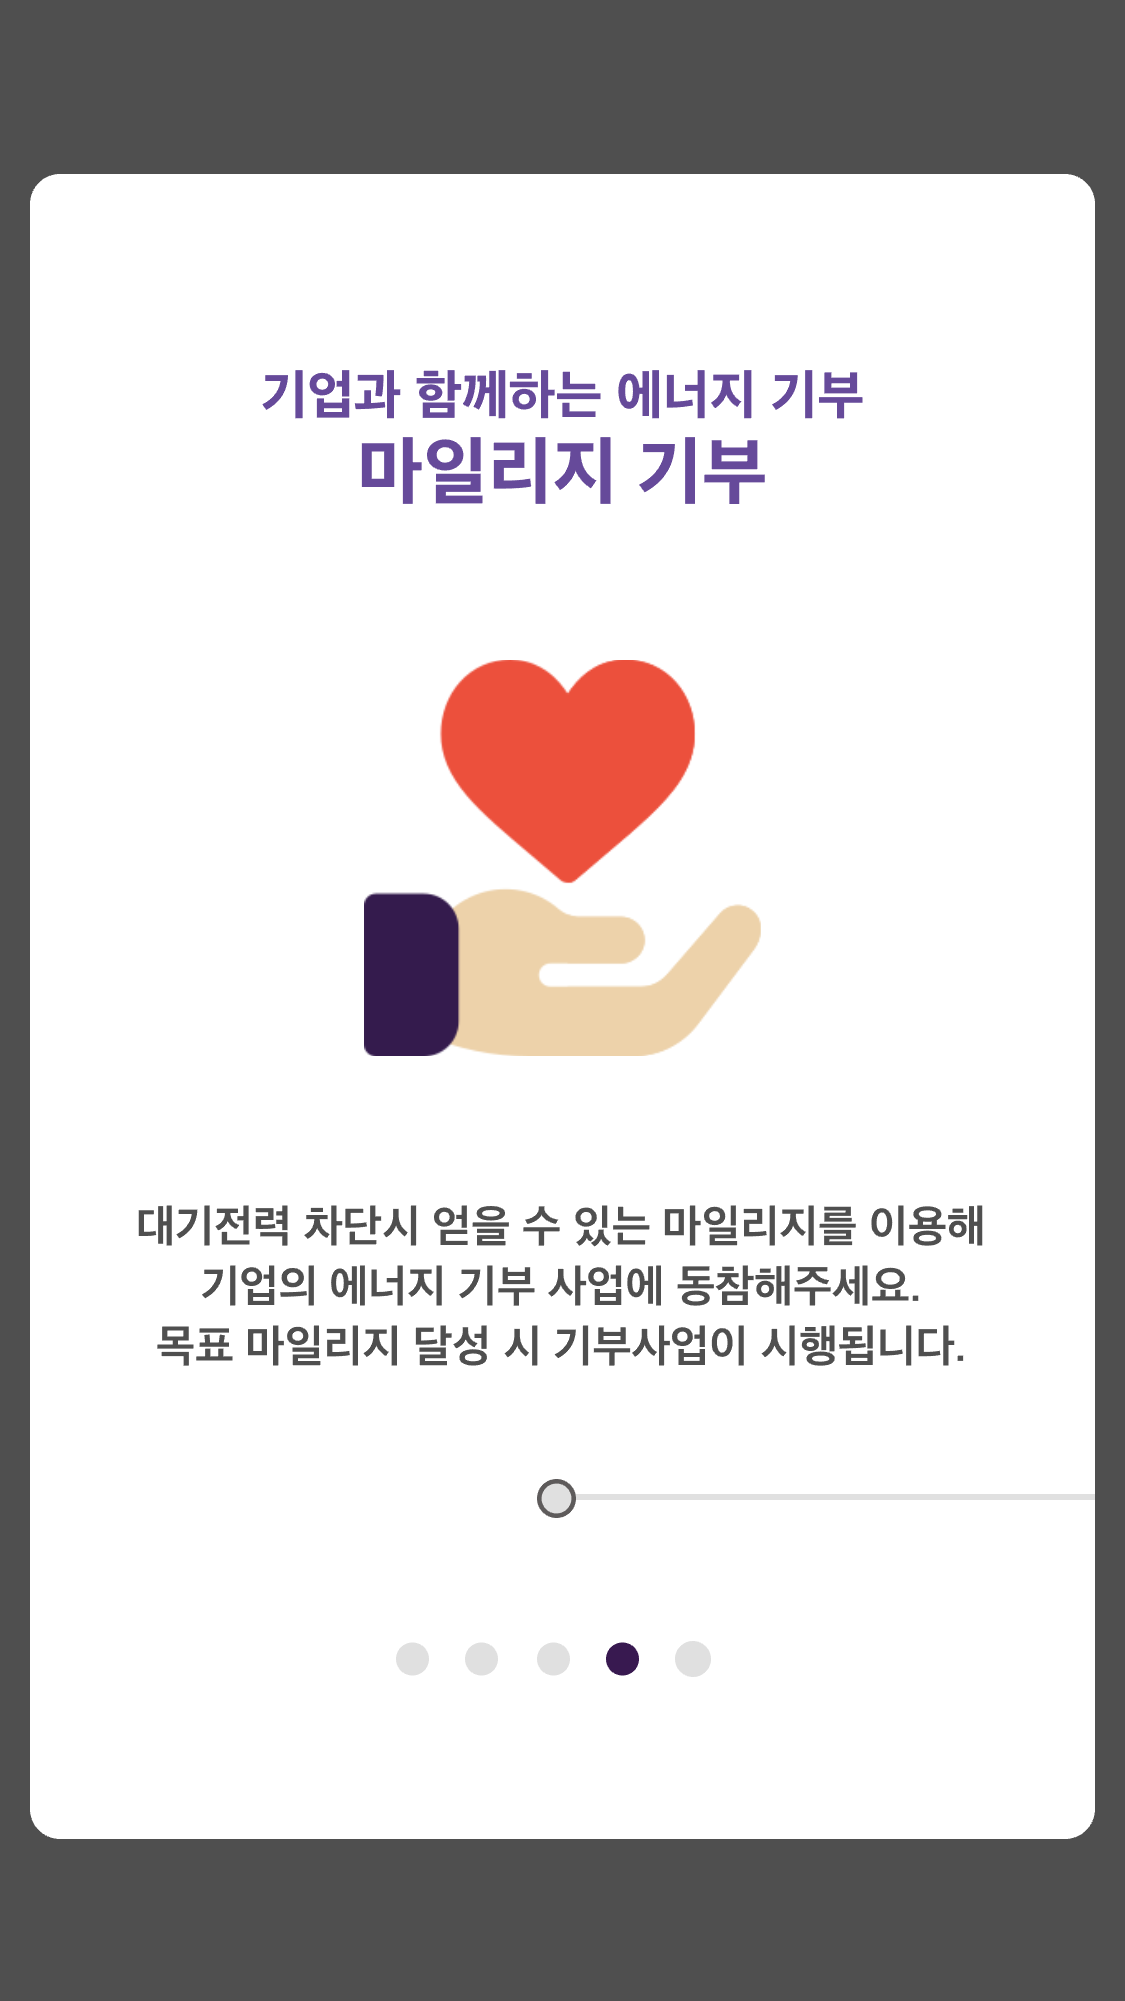 기업과 함께하는 에너지 기부
마일리지 기부
대기전력 차단시 얻을 수 있는 마일리지를 이용해
기업의 에너지 기부 사업에 동참해주세요.
목표 마일리지 달성 시 기부사업이 시행됩니다.